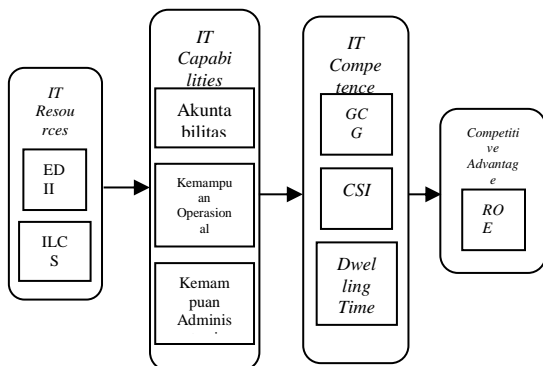 IT
Resou
rces
ED
II
ILC
S
IT
Capabi
lities
Akunta
bilitas
Kemampu
an
Operasion
al
Kemam
puan
Adminis
IT
Compe
tence
GC
G
CSI
Dwel
ling
Time
Competiti
ve
Advantag
e
RO
E